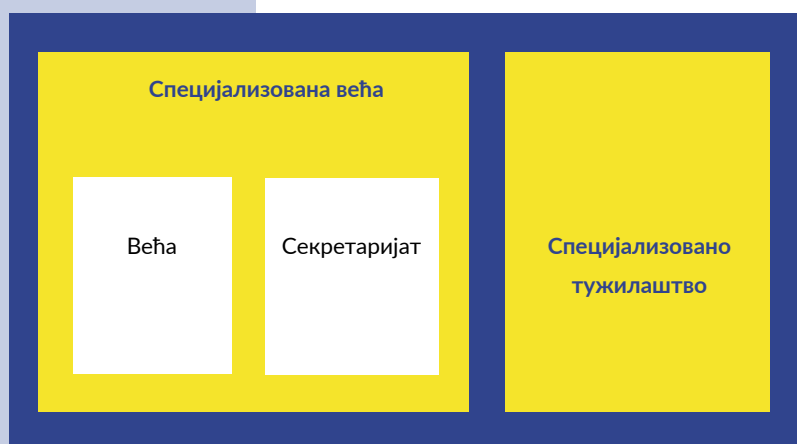 Специјализована већа
Већа
Секретаријат
Специјализовано
тужилаштво